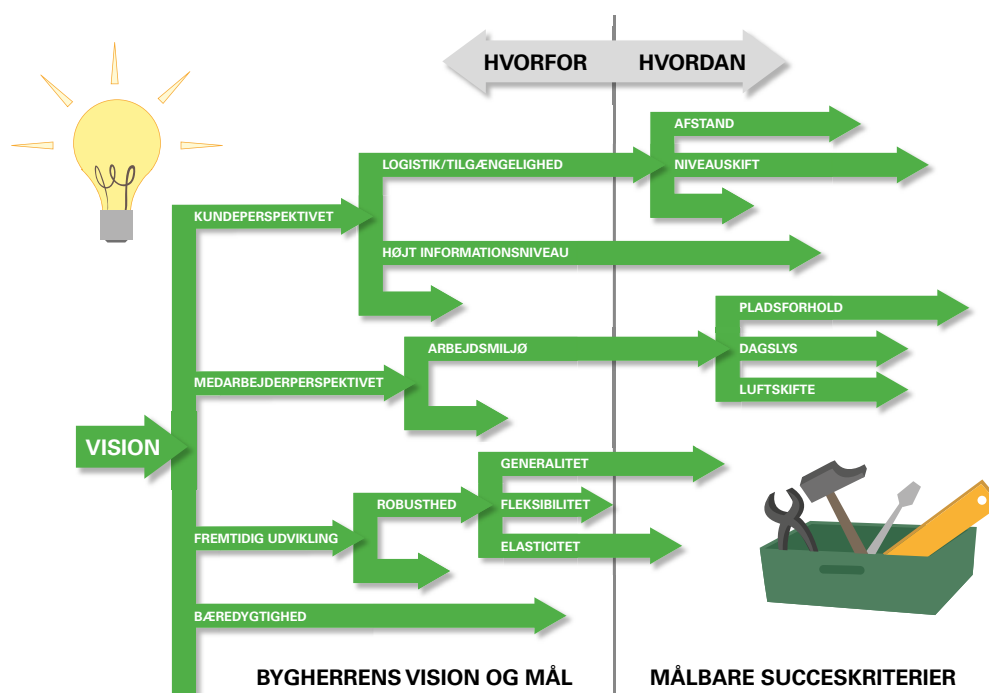 HVORFOR HVORDAN
AFSTAND
LOGISTIK/TILGÆNGELIGHED
NIVEAUSKIFT
KUNDEPERSPEKTIVET
HØJT INFORMATIONSNIVEAU
PLADSFORHOLD
ARBEJDSMILJØ
DAGSLYS
MEDARBEJDERPERSPEKTIVET
LUFTSKIFTE
VISION
GENERALITET
ROBUSTHED
FLEKSIBILITET
FREMTIDIG UDVIKLING
ELASTICITET
BÆREDYGTIGHED
BYGHERRENS VISION OG MÅL
MÅLBARE SUCCESKRITERIER